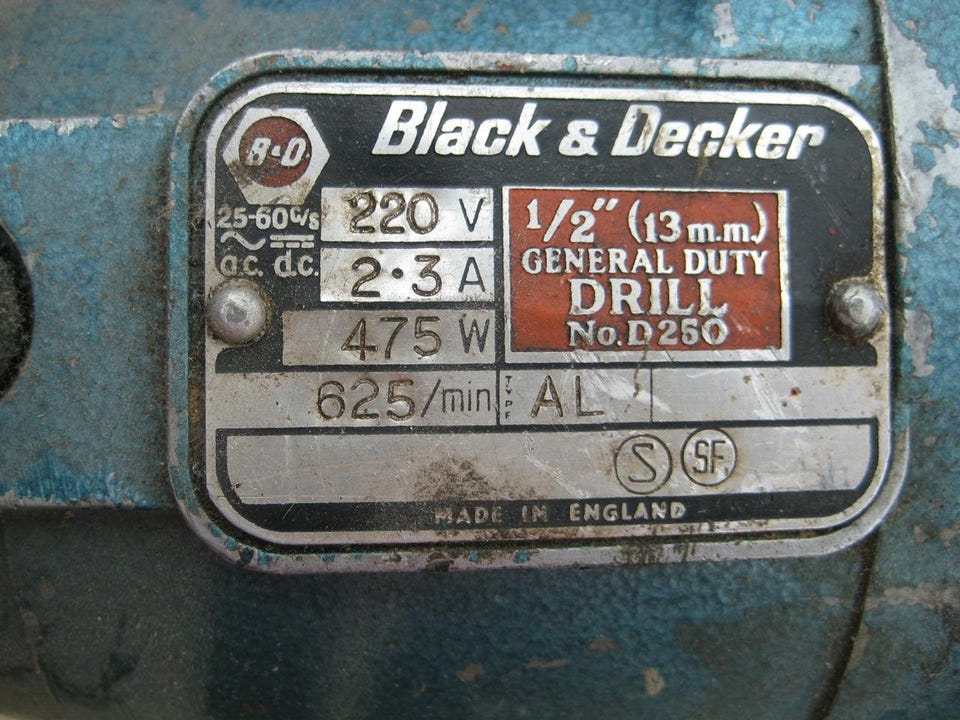 B&D
Black & Decker
25-60 c/s
a.c. d.c.
220 V
2·3 A
475 W
1/2" (13 m.m.)
GENERAL DUTY
DRILL
No. D250
625/min
TYPE AL
S SF
MADE IN ENGLAND